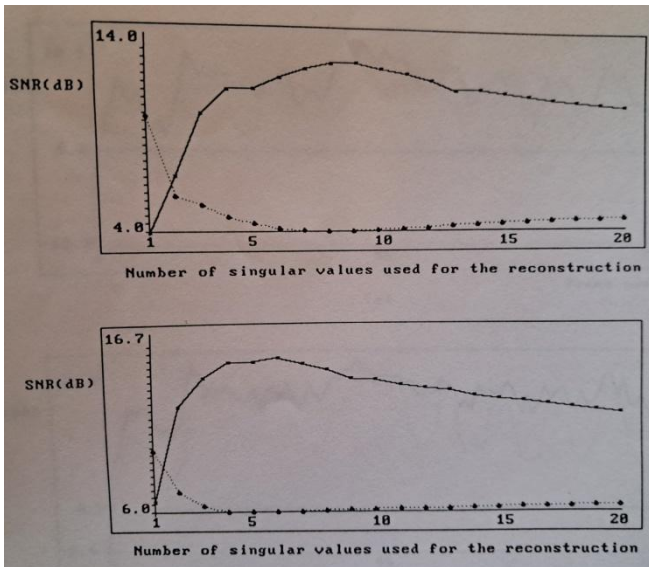 14.0
SNR(dB)
4.0
1 5 10 15 20
Number of singular values used for the reconstruction
16.7
SNR(dB)
6.0
1 5 10 15 20
Number of singular values used for the reconstruction